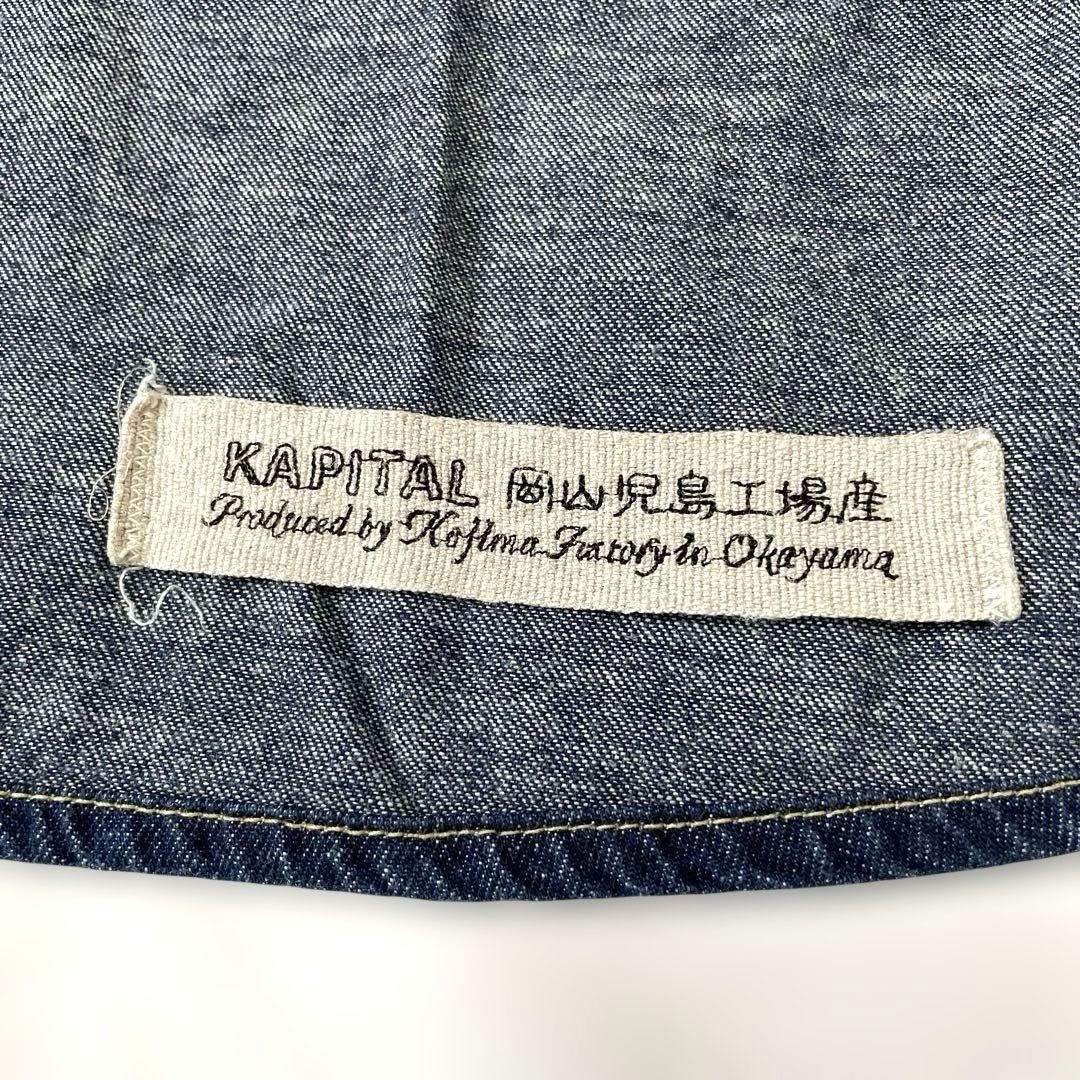 KAPITAL 岡山児島工場産
Produced by Kojima Factory in Okayama